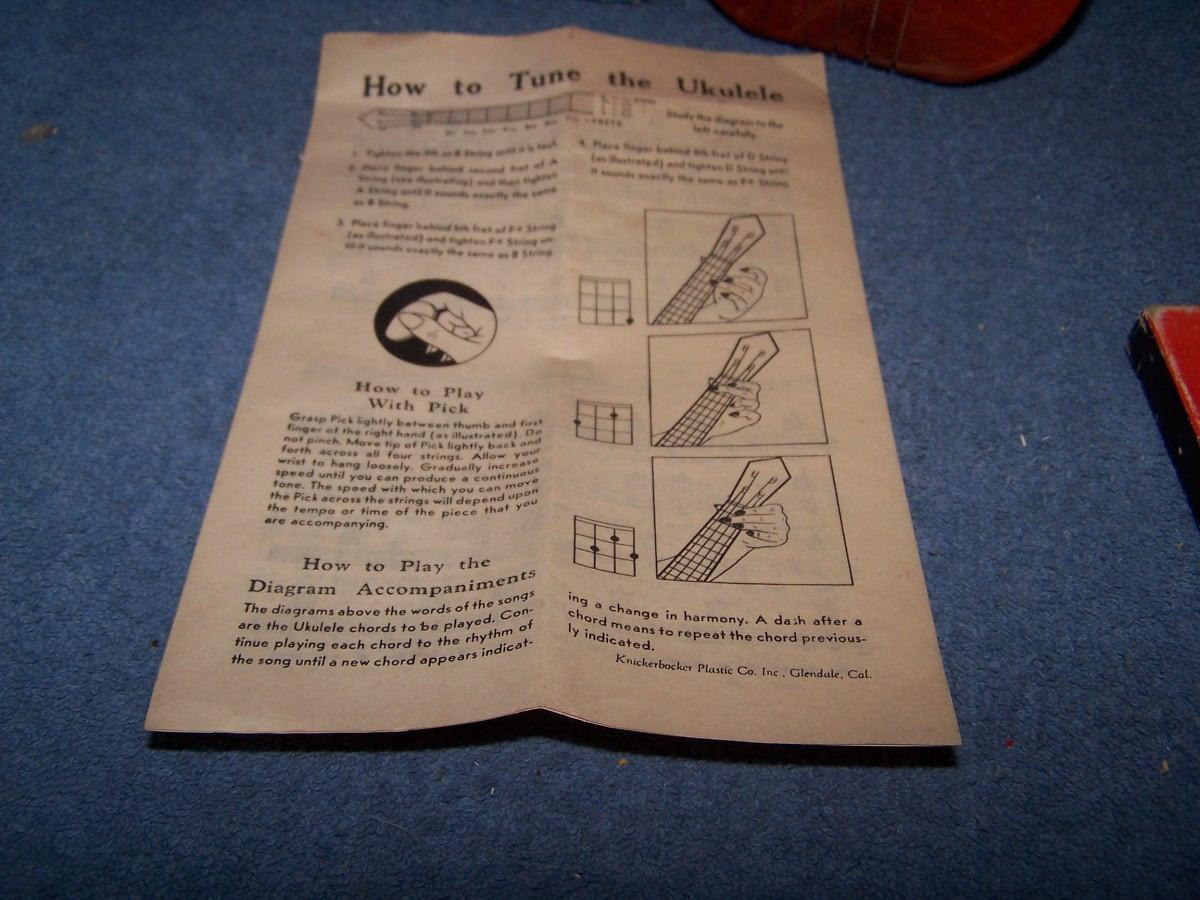 How to Tune the Ukulele
Study the diagram to the
left carefully.
1. Tighten the 4th or B String until it is taut.
2. Place finger behind second fret of A
String (see illustration) and then tighten
A String until it sounds exactly the same
as B String.
3. Place finger behind 5th fret of F# String
(as illustrated) and tighten F# String un-
til it sounds exactly the same as B String.
4. Place finger behind 4th fret of D String
(as illustrated) and tighten D String until
it sounds exactly the same as F# String
How to Play
With Pick
Grasp Pick lightly between thumb and first
finger of the right hand (as illustrated). Do
not pinch. Move tip of Pick lightly back and
forth across all four strings. Allow your
wrist to hang loosely. Gradually increase
speed until you can produce a continuous
tone. The speed with which you can move
the Pick across the strings will depend upon
the tempo or time of the piece that you
are accompanying.
How to Play the
Diagram Accompaniments
The diagrams above the words of the songs
are the Ukulele chords to be played. Con-
tinue playing each chord to the rhythm of
the song until a new chord appears indicat-
ing a change in harmony. A dash after a
chord means to repeat the chord previous-
ly indicated.
Knickerbocker Plastic Co. Inc., Glendale, Cal.